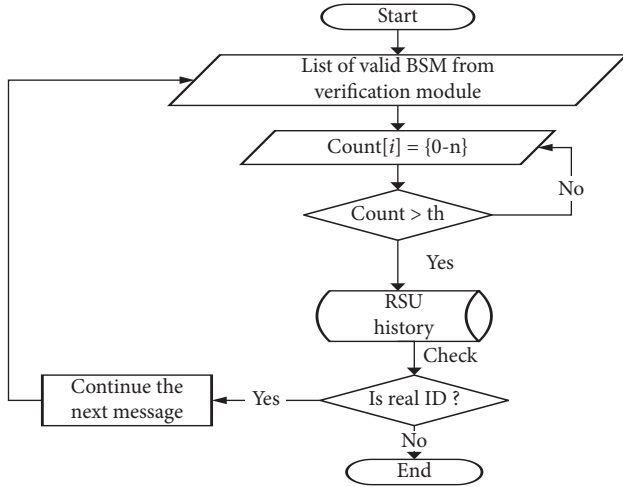 Start
List of valid BSM from
verification module
Count[i] = {0-n}
No
Count > th
Yes
RSU
history
Check
Continue the
next message
Yes
Is real ID ?
No
End